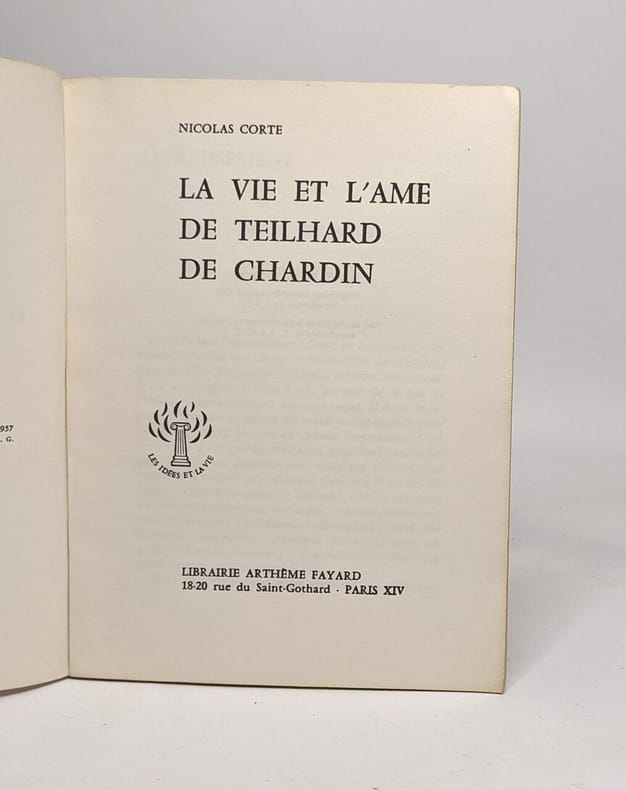 957
. G.
NICOLAS CORTE
LA VIE ET L'AME
DE TEILHARD
DE CHARDIN
LES IDÉES ET LA VIE
LIBRAIRIE ARTHÈME FAYARD
18-20 rue du Saint-Gothard · PARIS XIV